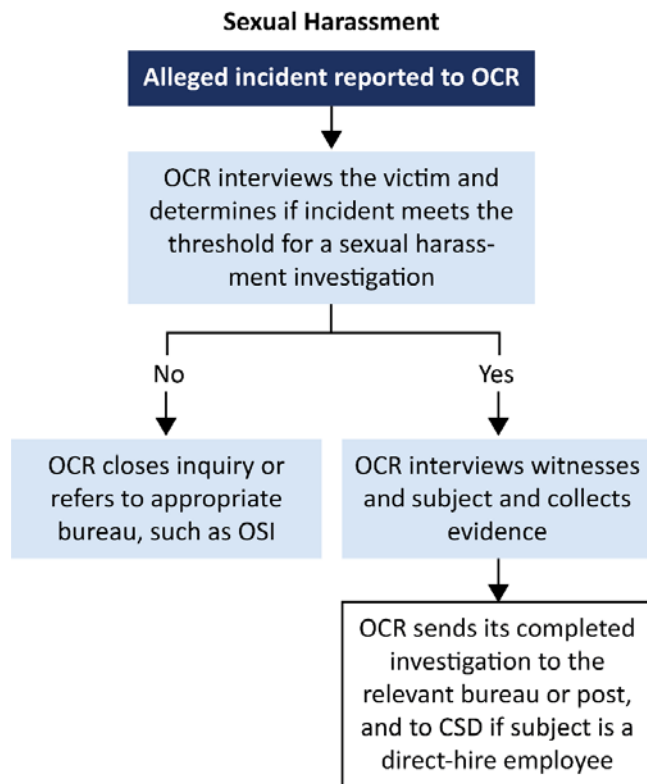 Sexual Harassment
Alleged incident reported to OCR
OCR interviews the victim and
determines if incident meets the
threshold for a sexual harass-
ment investigation
No
Yes
OCR closes inquiry or
refers to appropriate
bureau, such as OSI
OCR interviews witnesses
and subject and collects
evidence
OCR sends its completed
investigation to the
relevant bureau or post,
and to CSD if subject is a
direct-hire employee